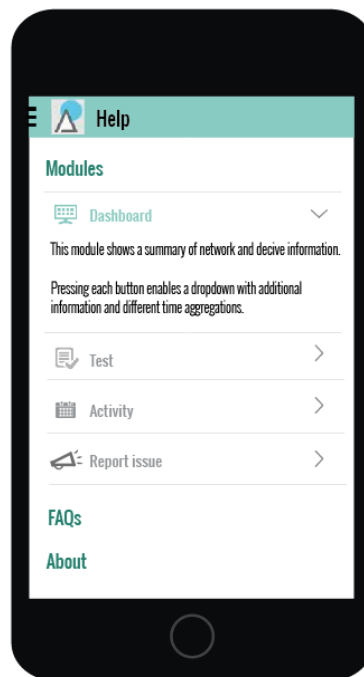 Help
Modules
Dashboard
This module shows a summary of network and decive information.
Pressing each button enables a dropdown with additional
information and different time aggregations.
Test
Activity
Report issue
FAQs
About